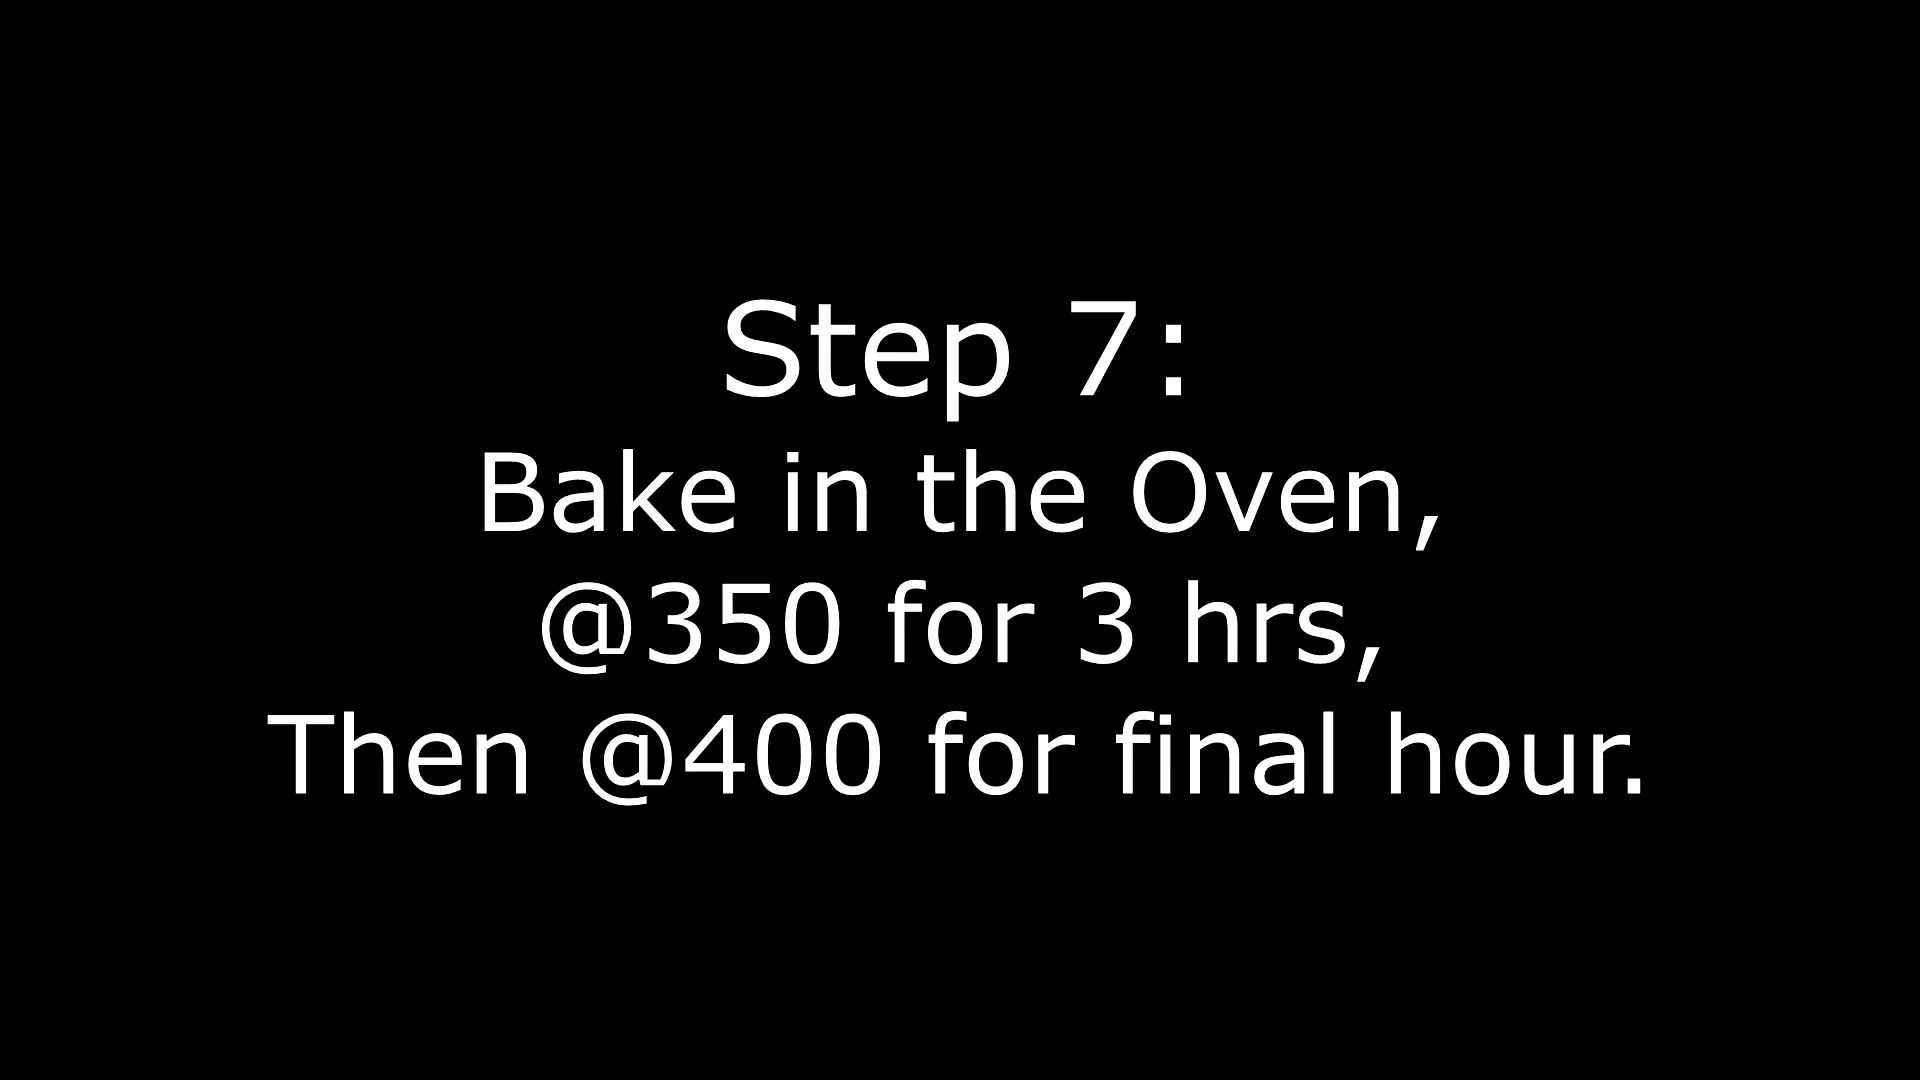 Step 7:
Bake in the Oven,
@350 for 3 hrs,
Then @400 for final hour.